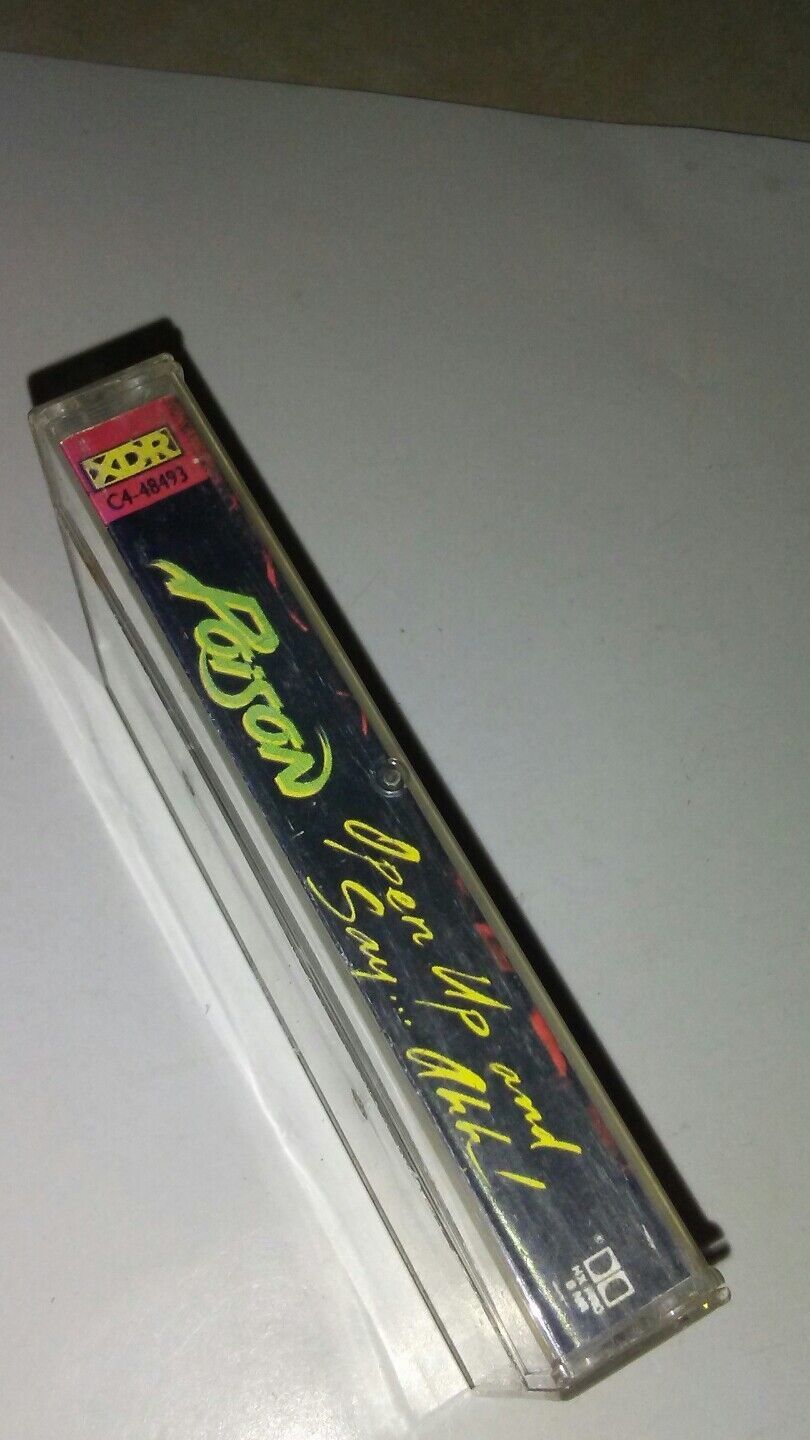 XDR
C4-48493
Poison
Open Up and
Say... Ahh!